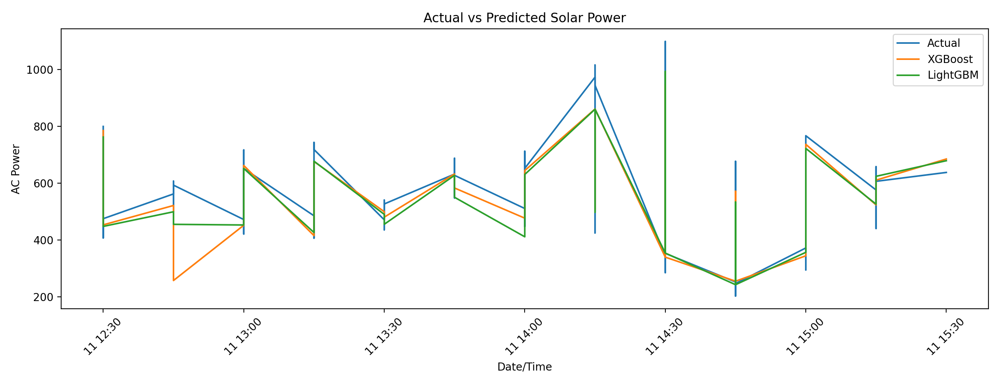 Actual vs Predicted Solar Power
Actual
XGBoost
LightGBM
1000
800
600
400
200
AC Power
11 12:30
11 13:00
11 13:30
11 14:00
11 14:30
11 15:00
11 15:30
Date/Time